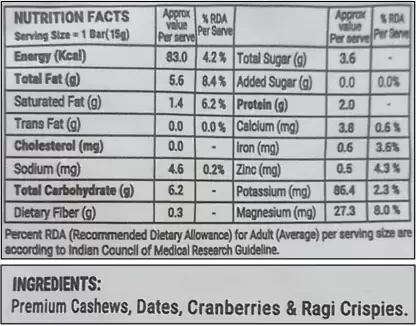 NUTRITION FACTS Approx value Per serve % RDA Per Serve Approx value Per serve % RDA Per Serve
Serving Size = 1 Bar(15g)
Energy (Kcal) 83.0 4.2 % Total Sugar (g) 3.6 -
Total Fat (g) 5.6 8.4 % Added Sugar (g) 0.0 0.0%
Saturated Fat (g) 1.4 6.2 % Protein (g) 2.0 -
Trans Fat (g) 0.0 0.0 % Calcium (mg) 3.8 0.6 %
Cholesterol (mg) 0.0 - Iron (mg) 0.6 3.6%
Sodium (mg) 4.6 0.2% Zinc (mg) 0.5 4.3 %
Total Carbohydrate (g) 6.2 - Potassium (mg) 86.4 2.3 %
Dietary Fiber (g) 0.3 - Magnesium (mg) 27.3 8.0 %
Percent RDA (Recommended Dietary Allowance) for Adult (Average) per serving size are
according to Indian Council of Medical Research Guideline.
INGREDIENTS:
Premium Cashews, Dates, Cranberries & Ragi Crispies.